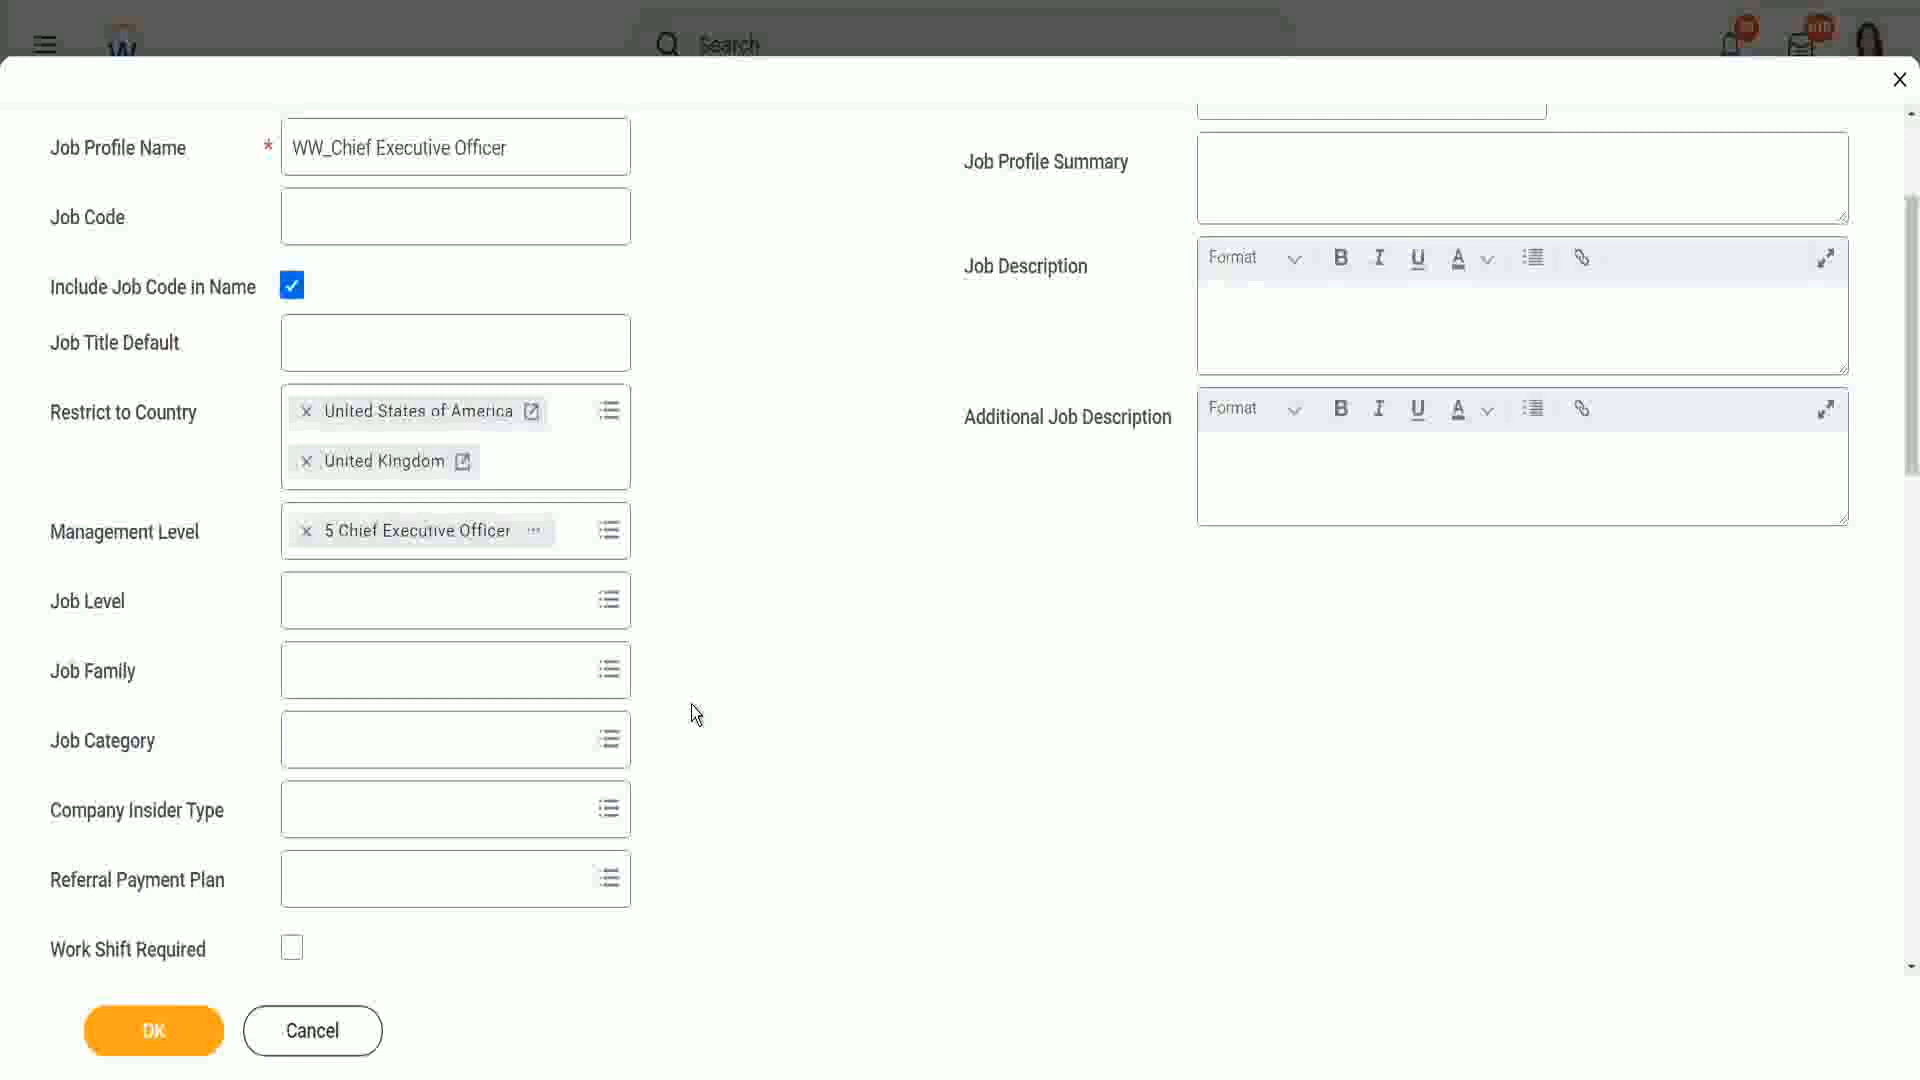 W
Search
Job Profile Name *
WW_Chief Executive Officer
Job Code
Include Job Code in Name
Job Title Default
Restrict to Country
United States of America
United Kingdom
Management Level
5 Chief Executive Officer
Job Level
Job Family
Job Category
Company Insider Type
Referral Payment Plan
Work Shift Required
Job Profile Summary
Job Description
Format B I U A
Additional Job Description
Format B I U A
OK
Cancel